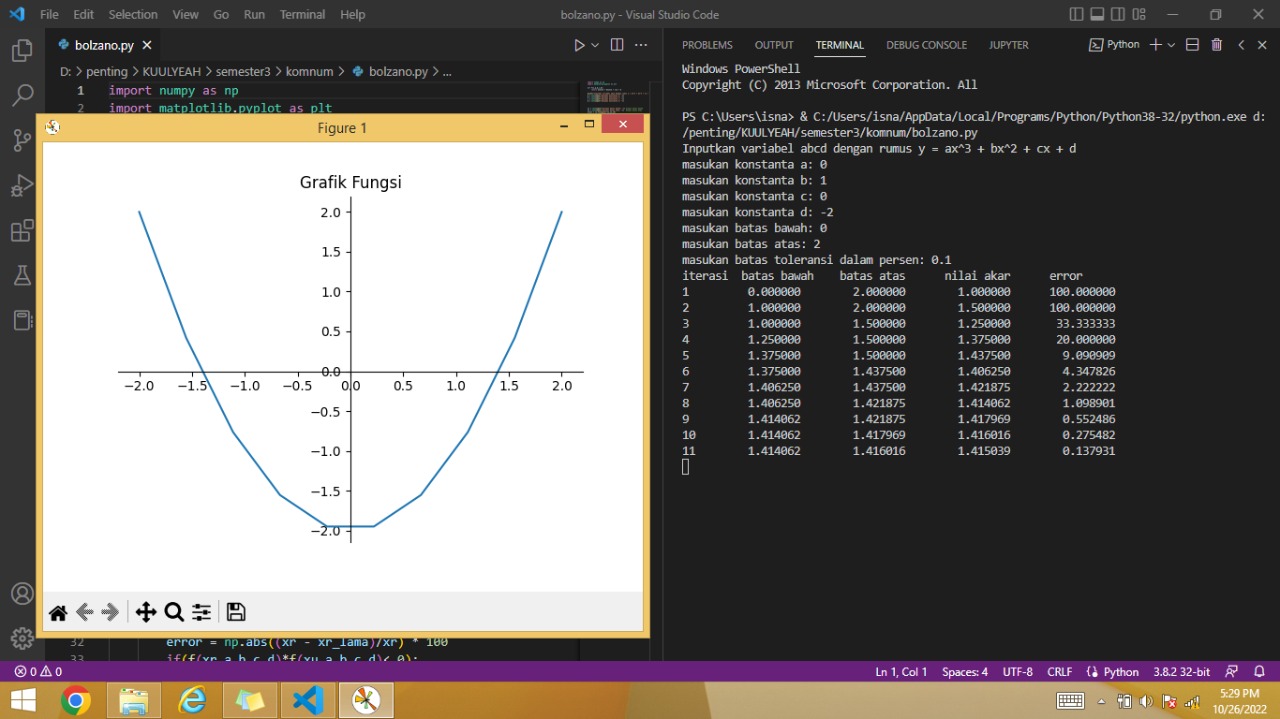 File Edit Selection View Go Run Terminal Help
bolzano.py - Visual Studio Code
bolzano.py
D: > penting > KUULYEAH > semester3 > komnum > bolzano.py > ...
1 import numpy as np
2 import matplotlib.pyplot as plt
Figure 1
Grafik Fungsi
2.0
1.5
1.0
0.5
0.0
−2.0 −1.5 −1.0 −0.5 0.0 0.5 1.0 1.5 2.0
−0.5
−1.0
−1.5
−2.0
32 error = np.abs((xr - xr_lama)/xr) * 100
33 if(f(xr,a,b,c,d)*f(xu,a,b,c,d)< 0):
PROBLEMS OUTPUT TERMINAL DEBUG CONSOLE JUPYTER
Python
Windows PowerShell
Copyright (C) 2013 Microsoft Corporation. All
PS C:\Users\isna> & C:/Users/isna/AppData/Local/Programs/Python/Python38-32/python.exe d:
/penting/KUULYEAH/semester3/komnum/bolzano.py
Inputkan variabel abcd dengan rumus y = ax^3 + bx^2 + cx + d
masukan konstanta a: 0
masukan konstanta b: 1
masukan konstanta c: 0
masukan konstanta d: -2
masukan batas bawah: 0
masukan batas atas: 2
masukan batas toleransi dalam persen: 0.1
iterasi batas bawah batas atas nilai akar error
1 0.000000 2.000000 1.000000 100.000000
2 1.000000 2.000000 1.500000 100.000000
3 1.000000 1.500000 1.250000 33.333333
4 1.250000 1.500000 1.375000 20.000000
5 1.375000 1.500000 1.437500 9.090909
6 1.375000 1.437500 1.406250 4.347826
7 1.406250 1.437500 1.421875 2.222222
8 1.406250 1.421875 1.414062 1.098901
9 1.414062 1.421875 1.417969 0.552486
10 1.414062 1.417969 1.416016 0.275482
11 1.414062 1.416016 1.415039 0.137931
0 0
Ln 1, Col 1 Spaces: 4 UTF-8 CRLF Python 3.8.2 32-bit
5:29 PM
10/26/2022